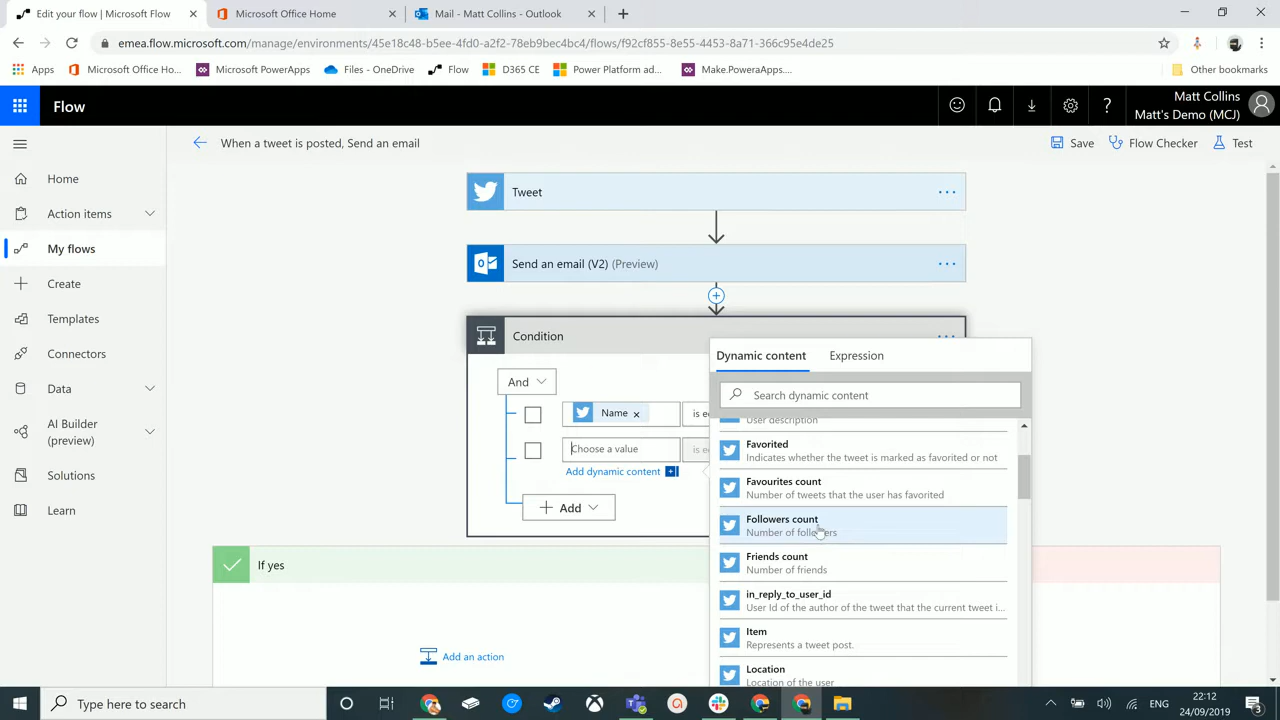 Edit your flow | Microsoft Flow
Microsoft Office Home
Mail - Matt Collins - Outlook
emea.flow.microsoft.com/manage/environments/45e18c48-b5ee-4fd0-a2f2-78eb9bec4bc4/flows/f92cf855-8e55-4453-8a71-366c95e4de25
Apps
Microsoft Office Ho...
Microsoft PowerApps
Files - OneDrive
Flow
D365 CE
Power Platform ad...
Make.PoweraApps....
Other bookmarks
Flow
Matt Collins
Matt's Demo (MCJ)
When a tweet is posted, Send an email
Save
Flow Checker
Test
Home
Action items
My flows
Create
Templates
Connectors
Data
AI Builder
(preview)
Solutions
Learn
Tweet
Send an email (V2) (Preview)
Condition
And
Name
is e
Choose a value
is e
Add dynamic content
Add
If yes
Add an action
Dynamic content
Expression
Search dynamic content
User description
Favorited
Indicates whether the tweet is marked as favorited or not
Favourites count
Number of tweets that the user has favorited
Followers count
Number of followers
Friends count
Number of friends
in_reply_to_user_id
User Id of the author of the tweet that the current tweet i...
Item
Represents a tweet post.
Location
Location of the user
Type here to search
ENG
22:12
24/09/2019
3